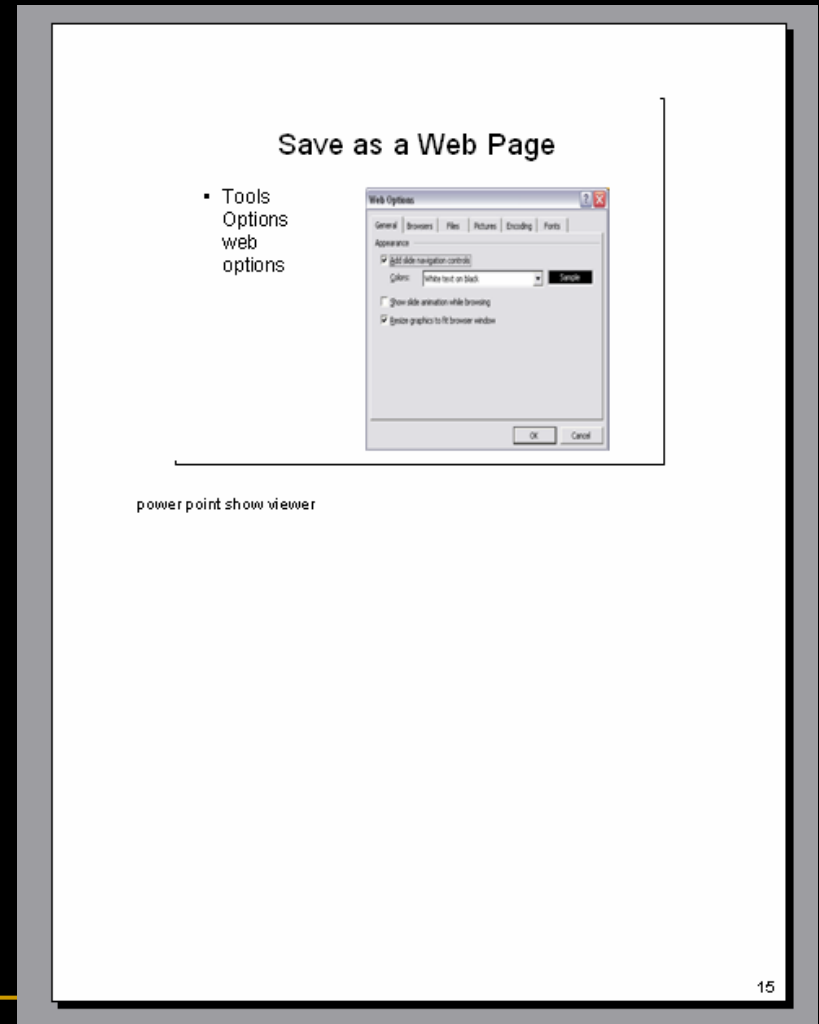 Save as a Web Page
▪ Tools
Options
web
options
Web Options
General Browsers Files Pictures Encoding Fonts
Appearance
Add slide navigation controls
Colors: White text on black Sample
Show slide animation while browsing
Resize graphics to fit browser window
OK Cancel
power point show viewer
15